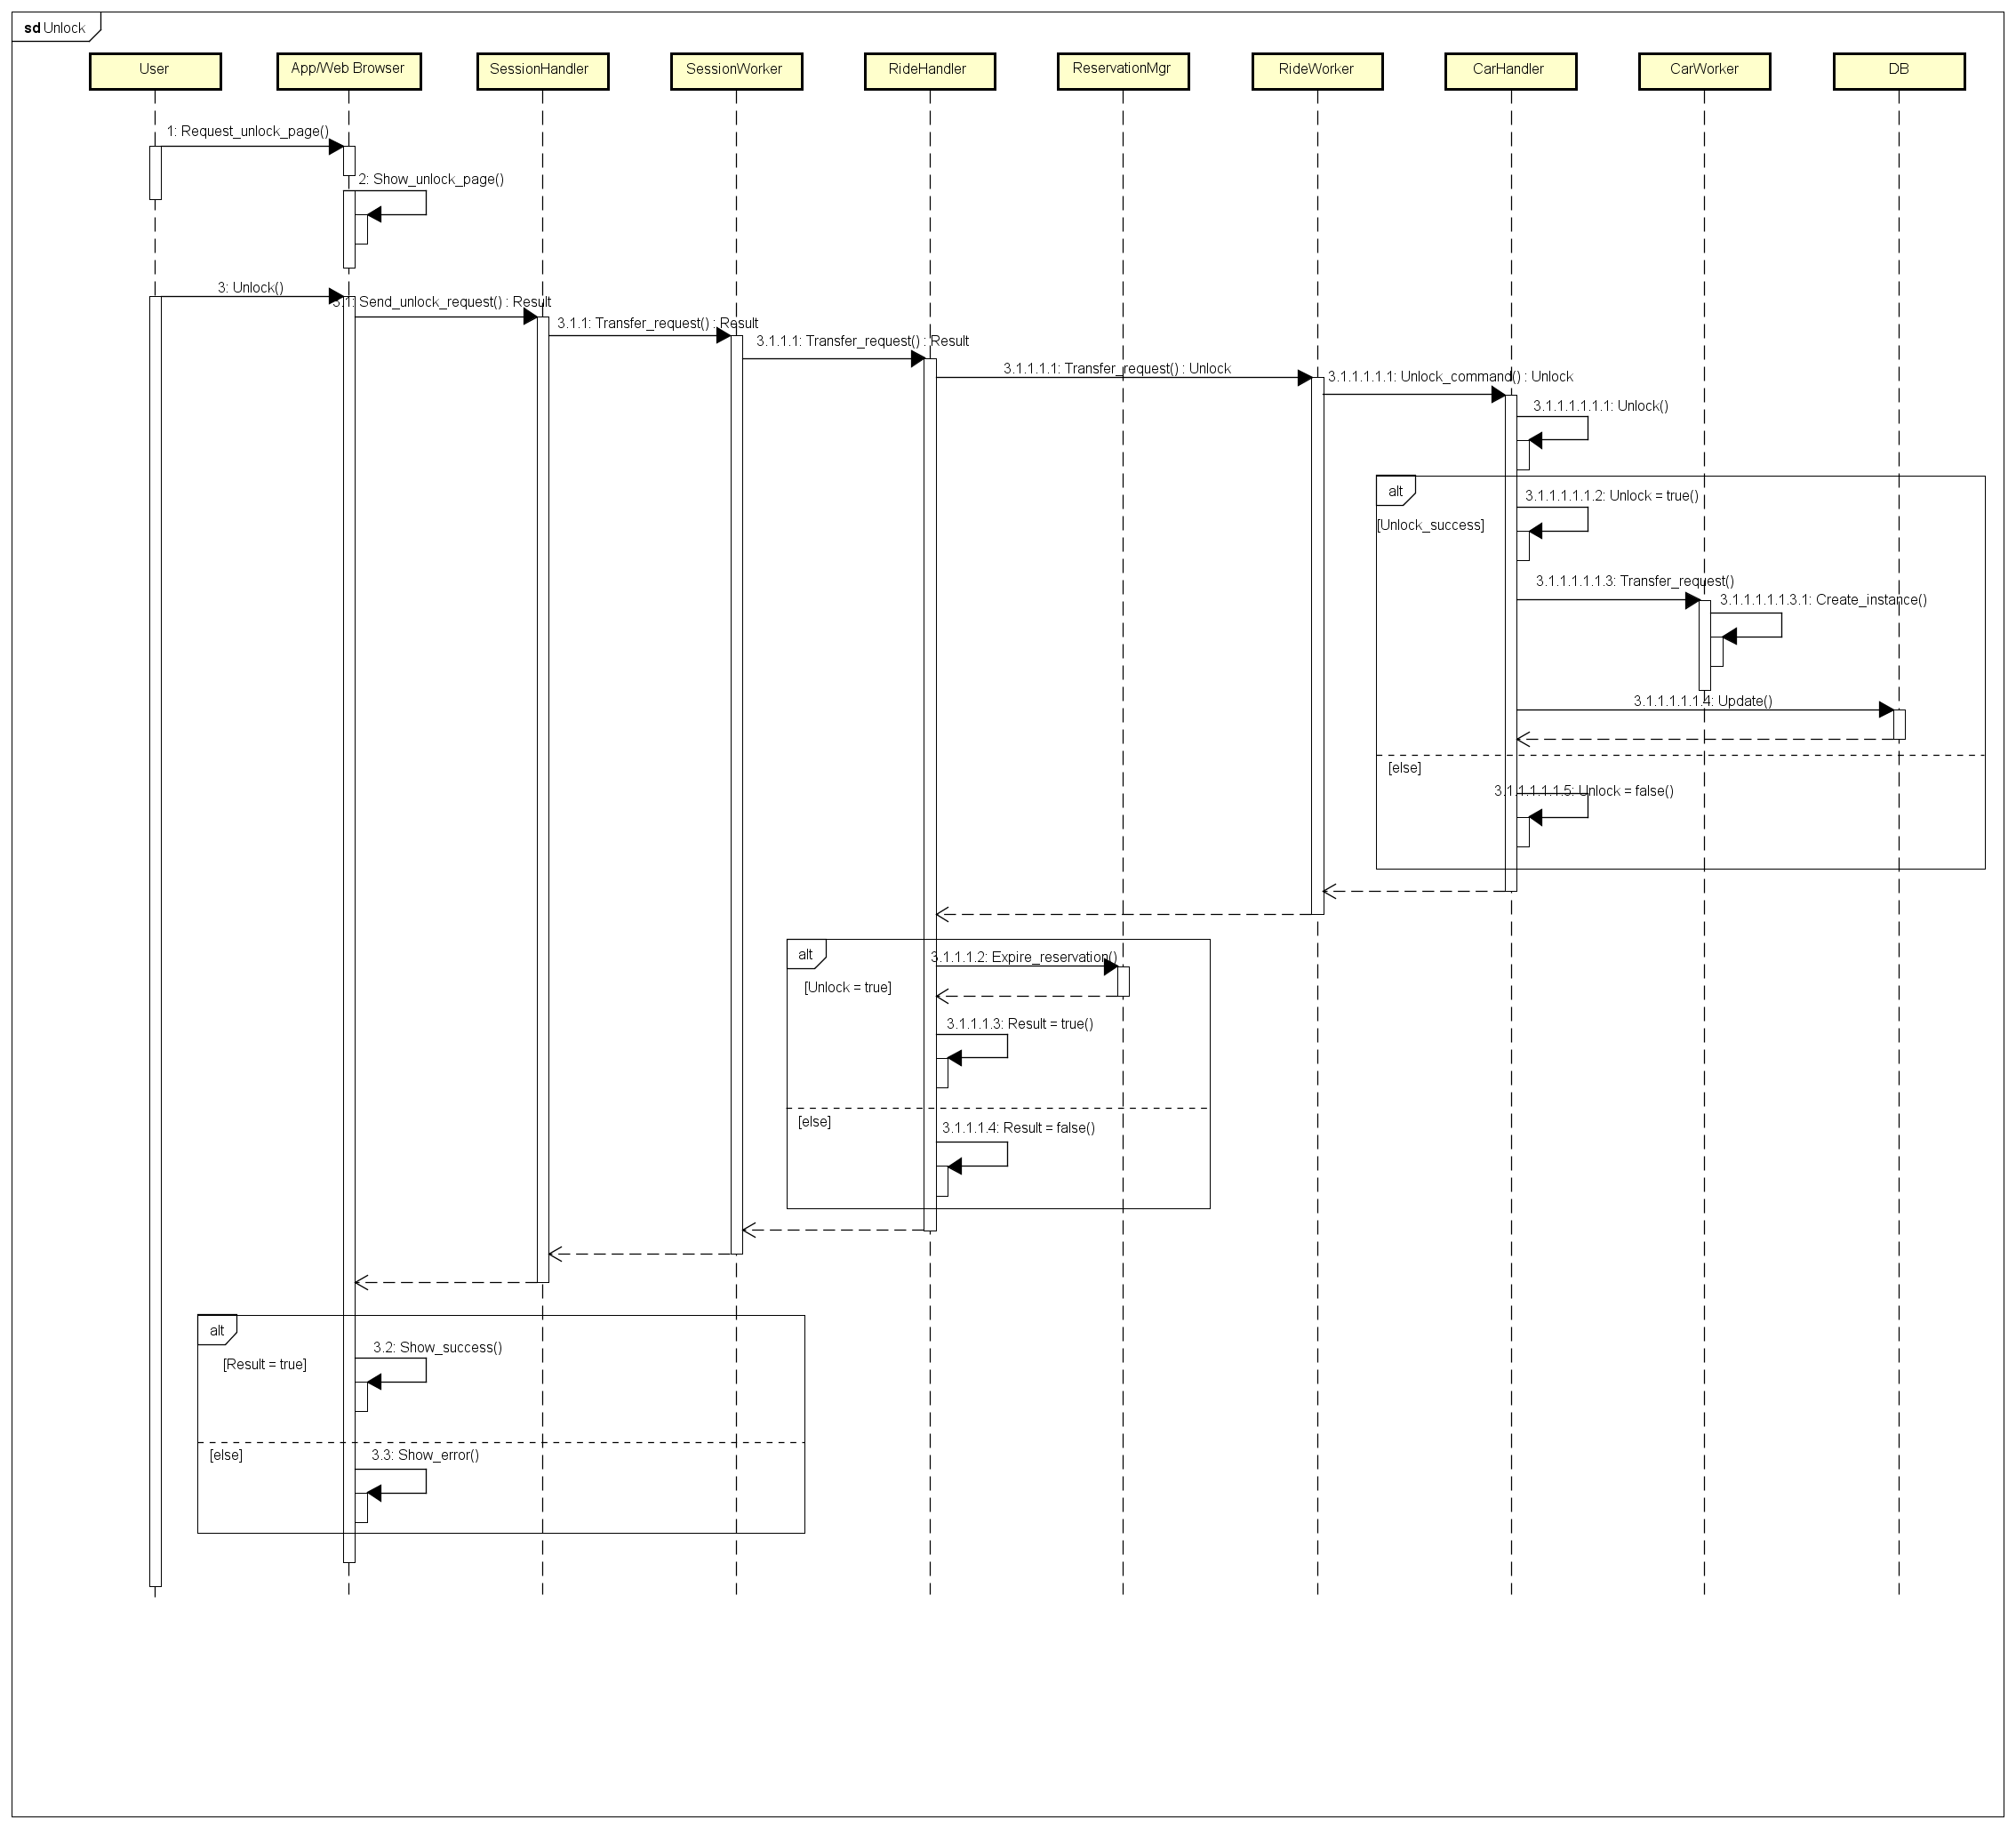 sd Unlock
User
App/Web Browser
SessionHandler
SessionWorker
RideHandler
ReservationMgr
RideWorker
CarHandler
CarWorker
DB
1: Request_unlock_page()
2: Show_unlock_page()
3: Unlock()
3.1: Send_unlock_request() : Result
3.1.1: Transfer_request() : Result
3.1.1.1: Transfer_request() : Result
3.1.1.1.1: Transfer_request() : Unlock
3.1.1.1.1.1: Unlock_command() : Unlock
3.1.1.1.1.1.1: Unlock()
alt
3.1.1.1.1.1.2: Unlock = true()
[Unlock_success]
3.1.1.1.1.1.3: Transfer_request()
3.1.1.1.1.1.3.1: Create_instance()
3.1.1.1.1.1.4: Update()
[else]
3.1.1.1.1.1.5: Unlock = false()
alt
3.1.1.1.2: Expire_reservation()
[Unlock = true]
3.1.1.1.3: Result = true()
[else]
3.1.1.1.4: Result = false()
alt
3.2: Show_success()
[Result = true]
[else]
3.3: Show_error()